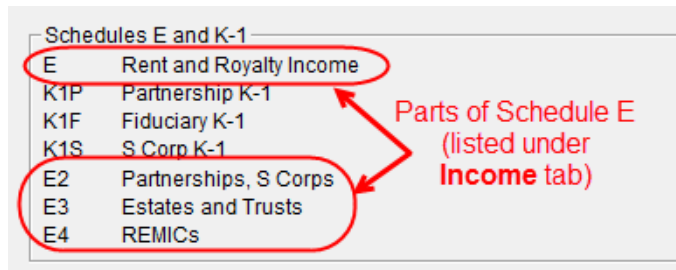 Schedules E and K-1
E Rent and Royalty Income
K1P Partnership K-1
K1F Fiduciary K-1
K1S S Corp K-1
E2 Partnerships, S Corps
E3 Estates and Trusts
E4 REMICs
Parts of Schedule E
(listed under
Income tab)